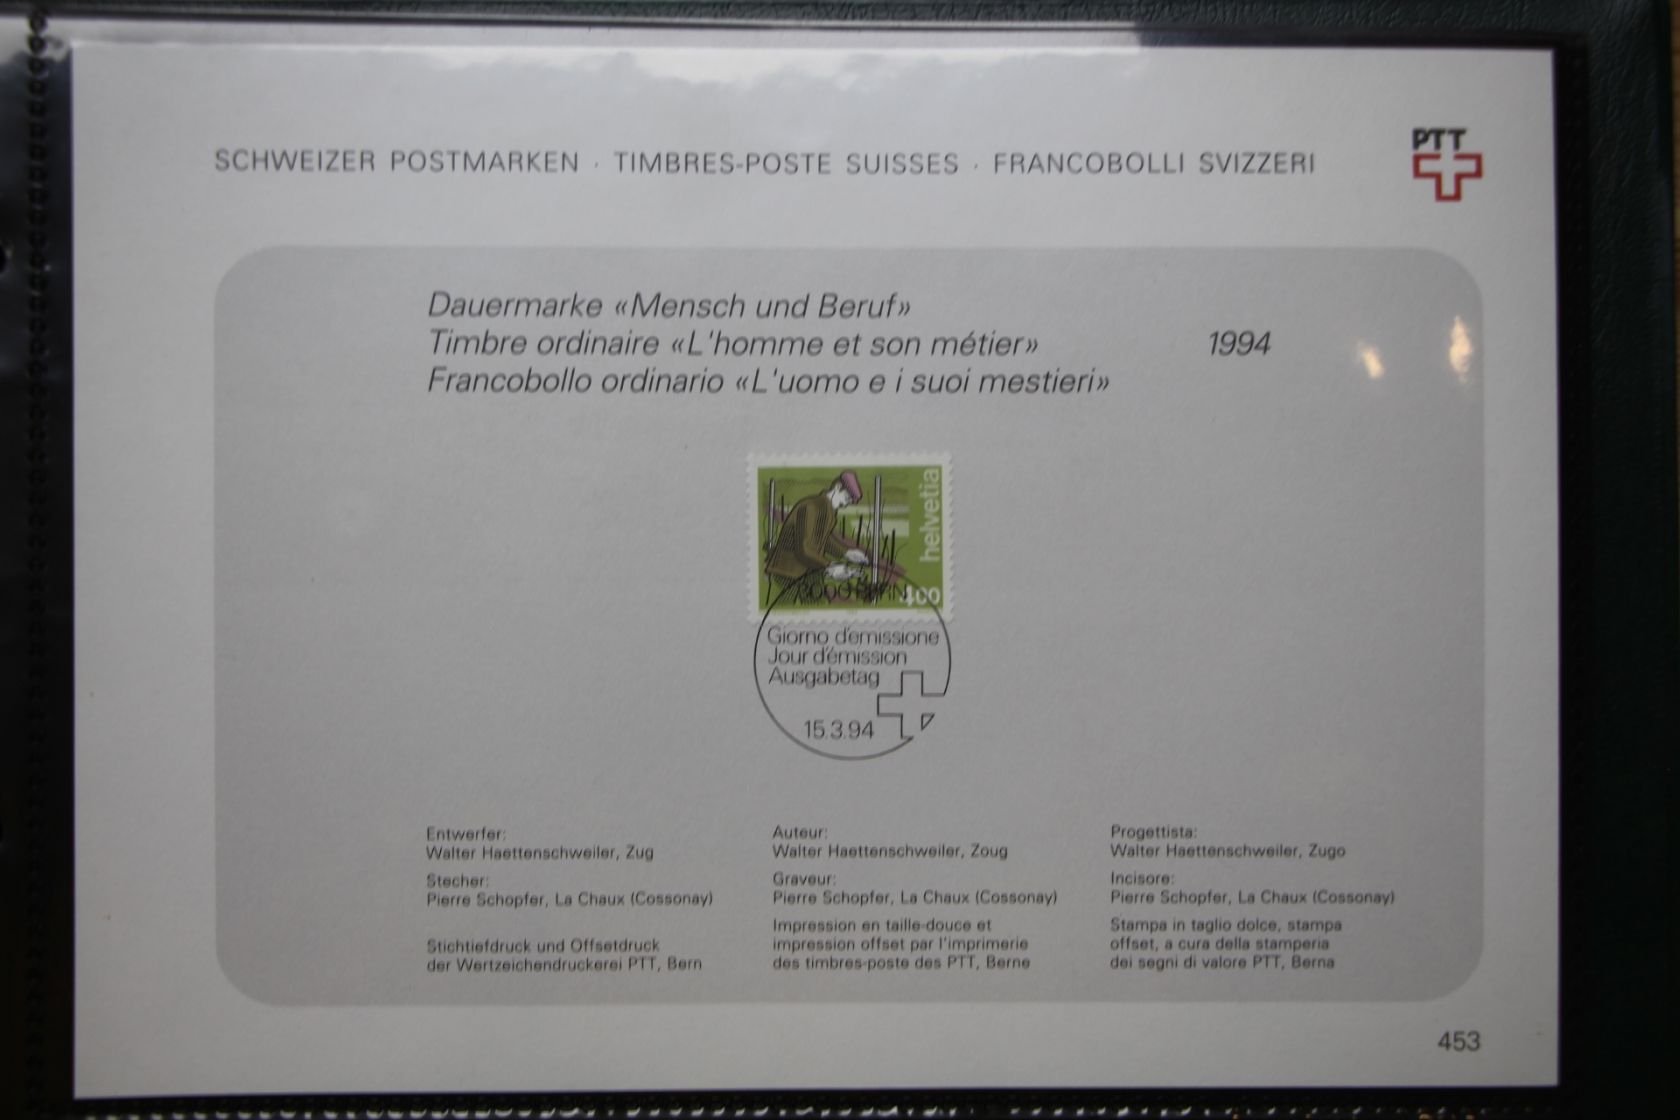 SCHWEIZER POSTMARKEN · TIMBRES-POSTE SUISSES · FRANCOBOLLI SVIZZERI
PTT
Dauermarke «Mensch und Beruf»
Timbre ordinaire «L'homme et son métier»
1994
Francobollo ordinario «L'uomo e i suoi mestieri»
helvetia
400
3000 BERN
Giorno d'emissione
Jour d'émission
Ausgabetag
15.3.94
Entwerfer:
Walter Haettenschweiler, Zug
Stecher:
Pierre Schopfer, La Chaux (Cossonay)
Stichtiefdruck und Offsetdruck
der Wertzeichendruckerei PTT, Bern
Auteur:
Walter Haettenschweiler, Zoug
Graveur:
Pierre Schopfer, La Chaux (Cossonay)
Impression en taille-douce et
impression offset par l'imprimerie
des timbres-poste des PTT, Berne
Progettista:
Walter Haettenschweiler, Zugo
Incisore:
Pierre Schopfer, La Chaux (Cossonay)
Stampa in taglio dolce, stampa
offset, a cura della stamperia
dei segni di valore PTT, Berna
453